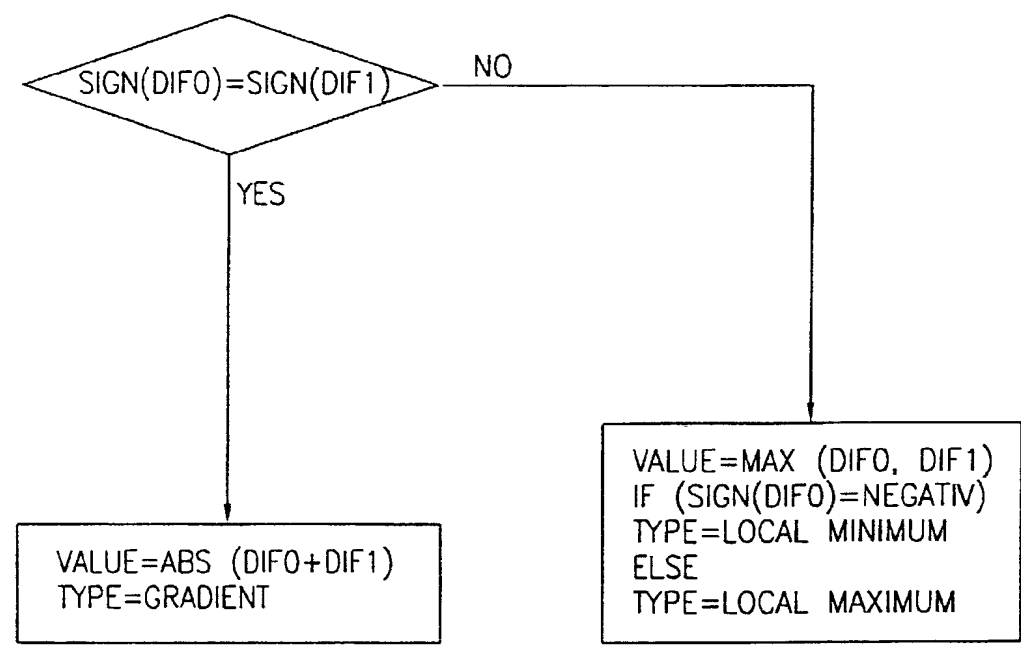 SIGN(DIF0)=SIGN(DIF1)
NO
YES
VALUE=MAX (DIF0, DIF1)
IF (SIGN(DIF0)=NEGATIV)
TYPE=LOCAL MINIMUM
ELSE
TYPE=LOCAL MAXIMUM
VALUE=ABS (DIF0+DIF1)
TYPE=GRADIENT